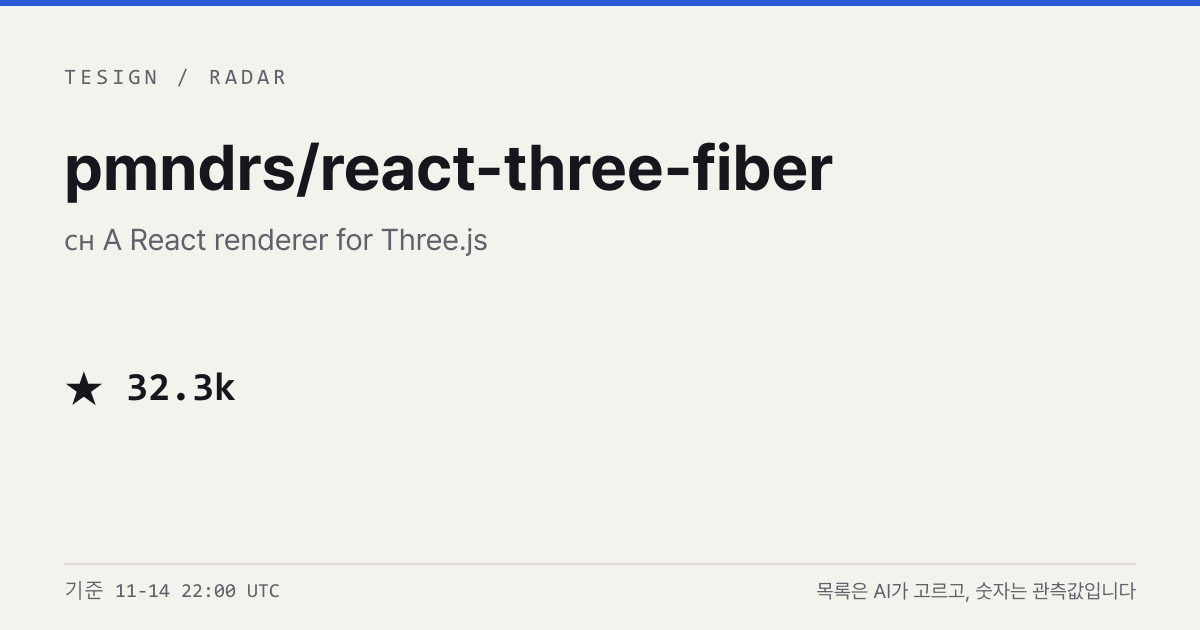 TESIGN / RADAR
pmndrs/react-three-fiber
ᴄʜ A React renderer for Three.js
★ 32.3k
기준 11-14 22:00 UTC
목록은 AI가 고르고, 숫자는 관측값입니다